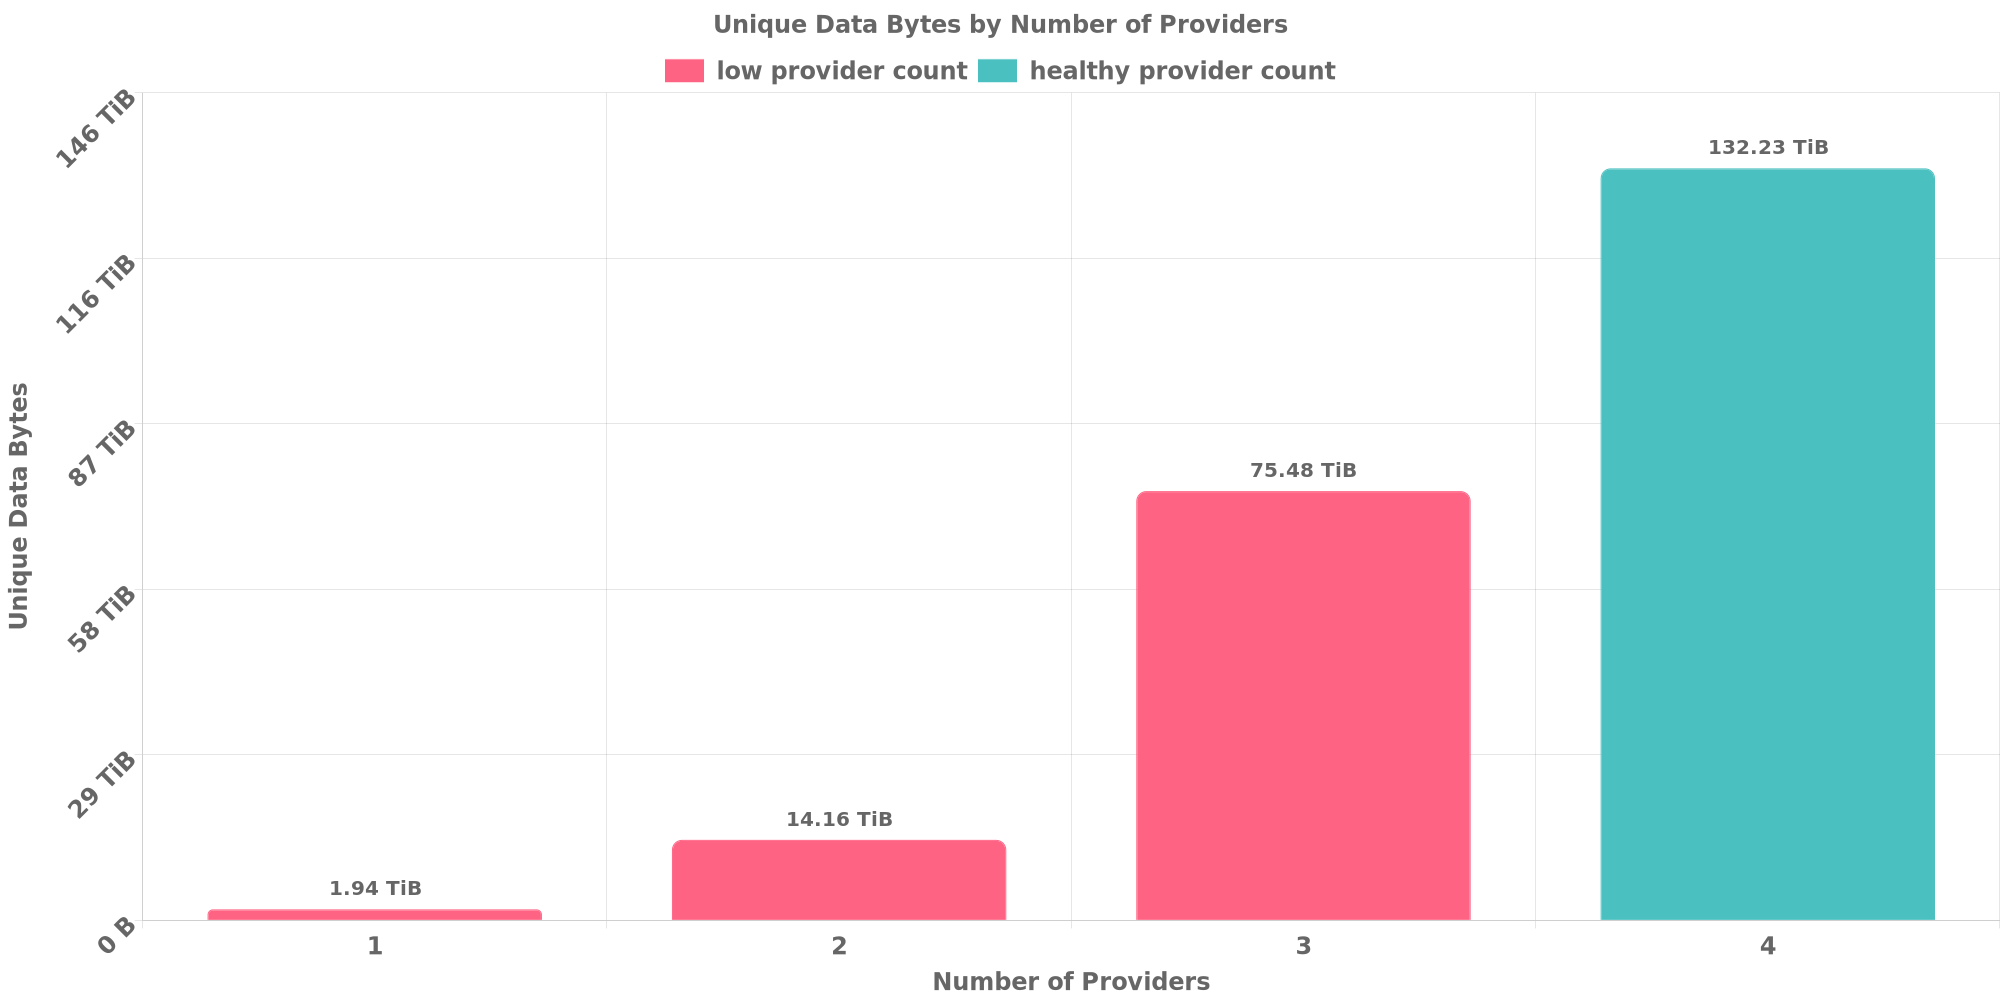 Unique Data Bytes by Number of Providers
low provider count
healthy provider count
146 TiB
116 TiB
87 TiB
58 TiB
29 TiB
0 B
Unique Data Bytes
1.94 TiB
14.16 TiB
75.48 TiB
132.23 TiB
1
2
3
4
Number of Providers